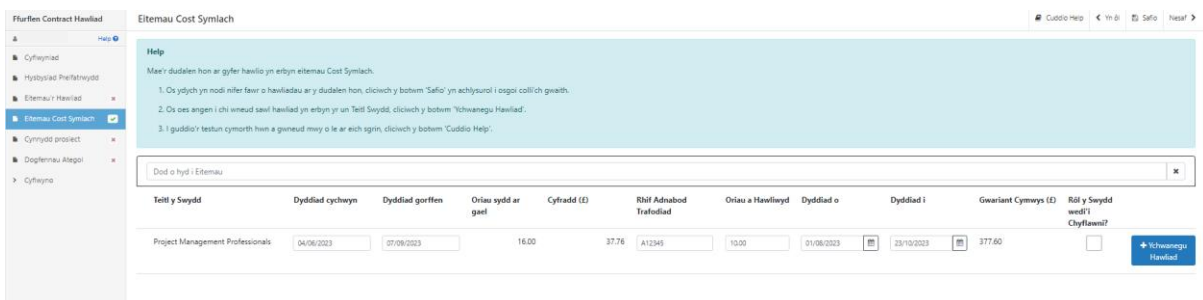 Ffurflen Contract Hawliad
Eitemau Cost Symlach
Cuddio Help
Yn ôl
Safio
Nesaf
Help
Cyflwyniad
Hysbysiad Preifatrwydd
Eitemau'r Hawliad
Eitemau Cost Symlach
Cynnydd prosiect
Dogfennau Ategol
Cyflwyno
Help
Mae'r dudalen hon ar gyfer hawlio yn erbyn eitemau Cost Symlach.
1. Os ydych yn nodi nifer fawr o hawliadau ar y dudalen hon, cliciwch y botwm 'Safio' yn achlysurol i osgoi colli'ch gwaith.
2. Os oes angen i chi wneud sawl hawliad yn erbyn yr un Teitl Swydd, cliciwch y botwm 'Ychwanegu Hawliad'.
3. I guddio'r testun cymorth hwn a gwneud mwy o le ar eich sgrin, cliciwch y botwm 'Cuddio Help'.
Dod o hyd i Eitemau
Teitl y Swydd
Dyddiad cychwyn
Dyddiad gorffen
Oriau sydd ar
gael
Cyfradd (£)
Rhif Adnabod
Trafodiad
Oriau a Hawliwyd
Dyddiad o
Dyddiad i
Gwariant Cymwys (£)
Rôl y Swydd
wedi'i
Chyflawni?
Project Management Professionals
04/06/2023
07/09/2023
16.00
37.76
A12345
10.00
01/08/2023
23/10/2023
377.60
+ Ychwanegu
Hawliad